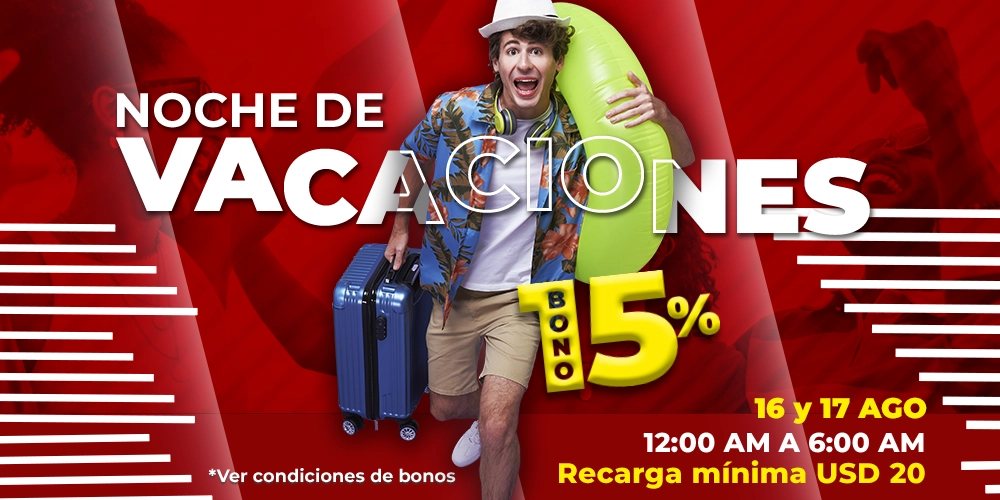 NOCHE DE
VACACIONES
BONO
15%
16 y 17 AGO
12:00 AM A 6:00 AM
Recarga mínima USD 20
*Ver condiciones de bonos